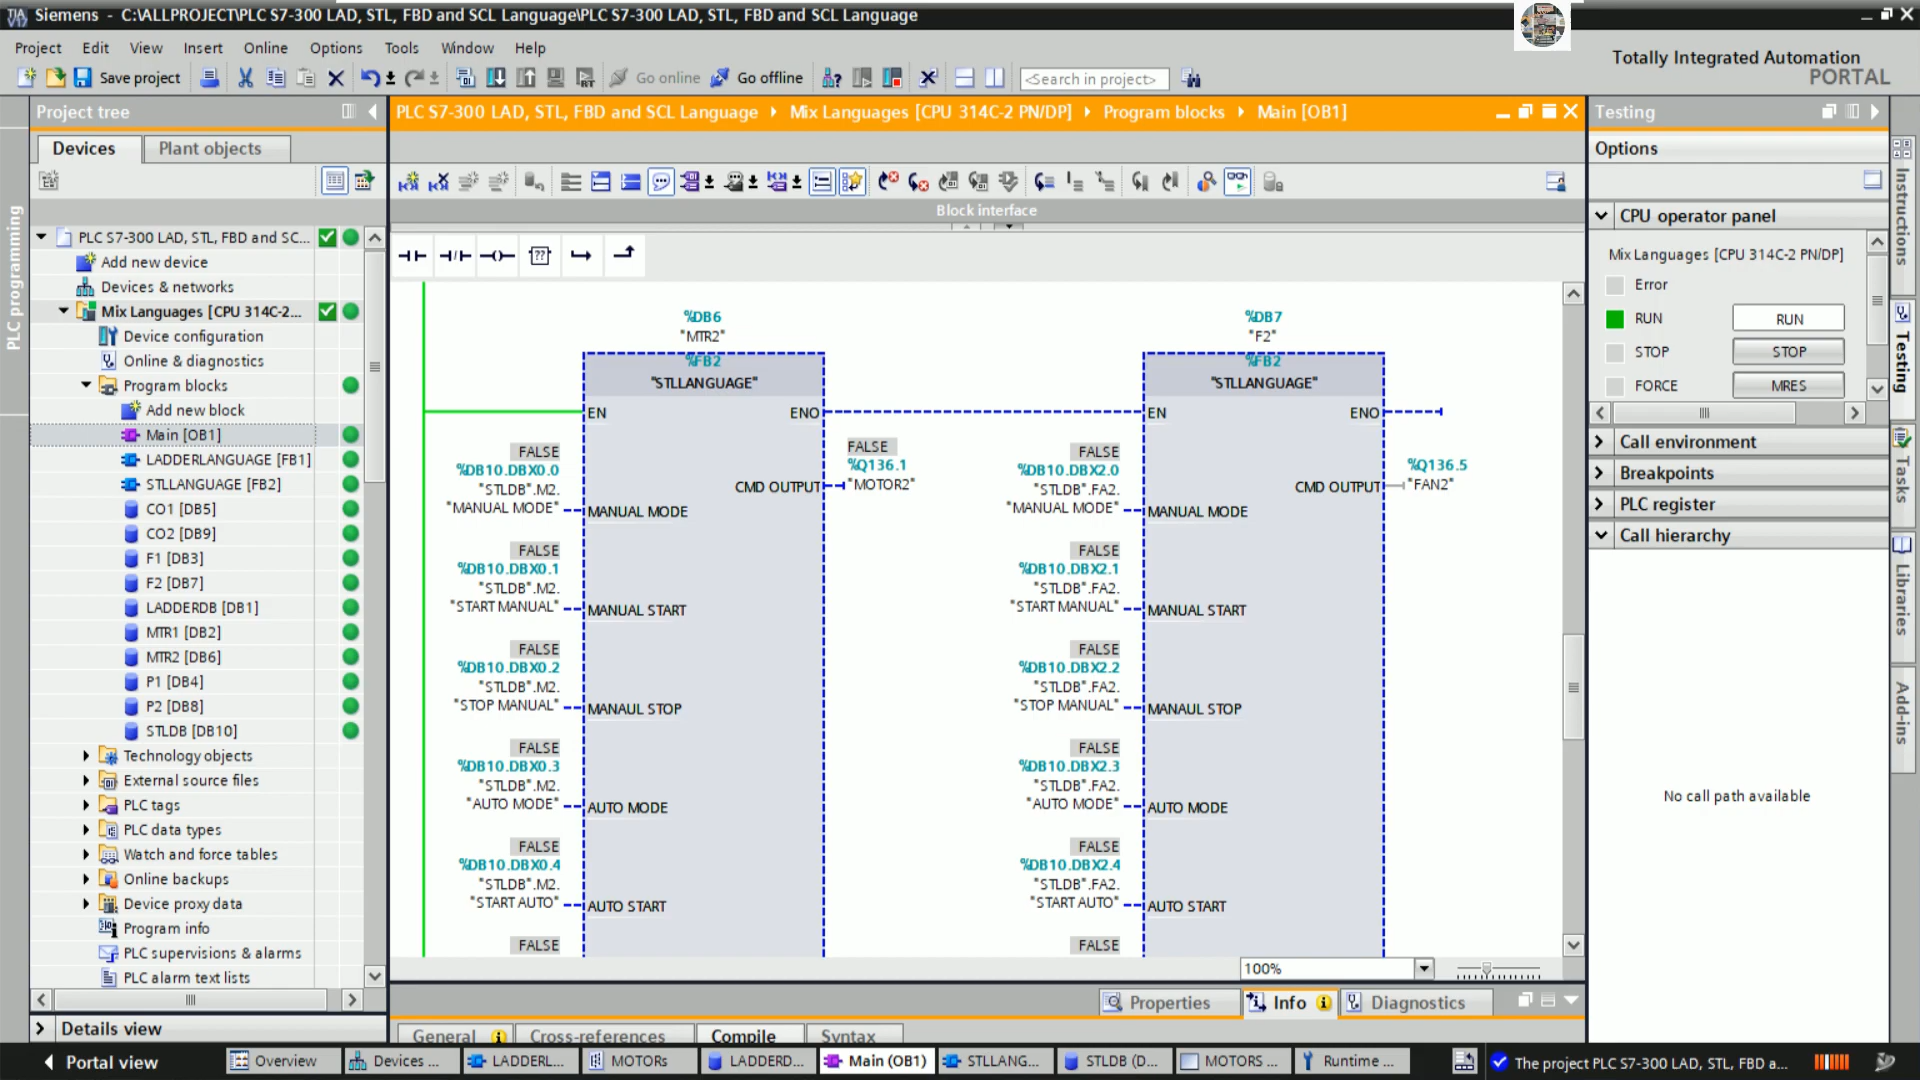 Siemens - C:\ALLPROJECT\PLC S7-300 LAD, STL, FBD and SCL Language\PLC S7-300 LAD, STL, FBD and SCL Language
Project Edit View Insert Online Options Tools Window Help
Totally Integrated Automation
PORTAL
Save project
Go online
Go offline
<Search in project>
Project tree
PLC S7-300 LAD, STL, FBD and SCL Language
Mix Languages [CPU 314C-2 PN/DP]
Program blocks
Main [OB1]
Testing
Devices
Plant objects
Options
Block interface
PLC programming
PLC S7-300 LAD, STL, FBD and SC...
Add new device
Devices & networks
Mix Languages [CPU 314C-2...
Device configuration
Online & diagnostics
Program blocks
Add new block
Main [OB1]
LADDERLANGUAGE [FB1]
STLLANGUAGE [FB2]
CO1 [DB5]
CO2 [DB9]
F1 [DB3]
F2 [DB7]
LADDERDB [DB1]
MTR1 [DB2]
MTR2 [DB6]
P1 [DB4]
P2 [DB8]
STLDB [DB10]
Technology objects
External source files
PLC tags
PLC data types
Watch and force tables
Online backups
Device proxy data
Program info
PLC supervisions & alarms
PLC alarm text lists
Details view
??
%DB6
"MTR2"
%FB2
"STLLANGUAGE"
EN
ENO
FALSE
%Q136.1
"MOTOR2"
CMD OUTPUT
FALSE
%DB10.DBX0.0
"STLDB".M2.
"MANUAL MODE"
MANUAL MODE
FALSE
%DB10.DBX0.1
"STLDB".M2.
"START MANUAL"
MANUAL START
FALSE
%DB10.DBX0.2
"STLDB".M2.
"STOP MANUAL"
MANAUL STOP
FALSE
%DB10.DBX0.3
"STLDB".M2.
"AUTO MODE"
AUTO MODE
FALSE
%DB10.DBX0.4
"STLDB".M2.
"START AUTO"
AUTO START
FALSE
%DB7
"F2"
%FB2
"STLLANGUAGE"
EN
ENO
%Q136.5
"FAN2"
CMD OUTPUT
FALSE
%DB10.DBX2.0
"STLDB".FA2.
"MANUAL MODE"
MANUAL MODE
FALSE
%DB10.DBX2.1
"STLDB".FA2.
"START MANUAL"
MANUAL START
FALSE
%DB10.DBX2.2
"STLDB".FA2.
"STOP MANUAL"
MANAUL STOP
FALSE
%DB10.DBX2.3
"STLDB".FA2.
"AUTO MODE"
AUTO MODE
FALSE
%DB10.DBX2.4
"STLDB".FA2.
"START AUTO"
AUTO START
FALSE
100%
Properties
Info
Diagnostics
General
Cross-references
Compile
Syntax
CPU operator panel
Mix Languages [CPU 314C-2 PN/DP]
Error
RUN RUN
STOP STOP
FORCE MRES
Call environment
Breakpoints
PLC register
Call hierarchy
No call path available
Instructions
Testing
Tasks
Libraries
Add-ins
Portal view
Overview
Devices ...
LADDERL...
MOTORs
LADDERD...
Main (OB1)
STLLANG...
STLDB (D...
MOTORS ...
Runtime ...
The project PLC S7-300 LAD, STL, FBD a...